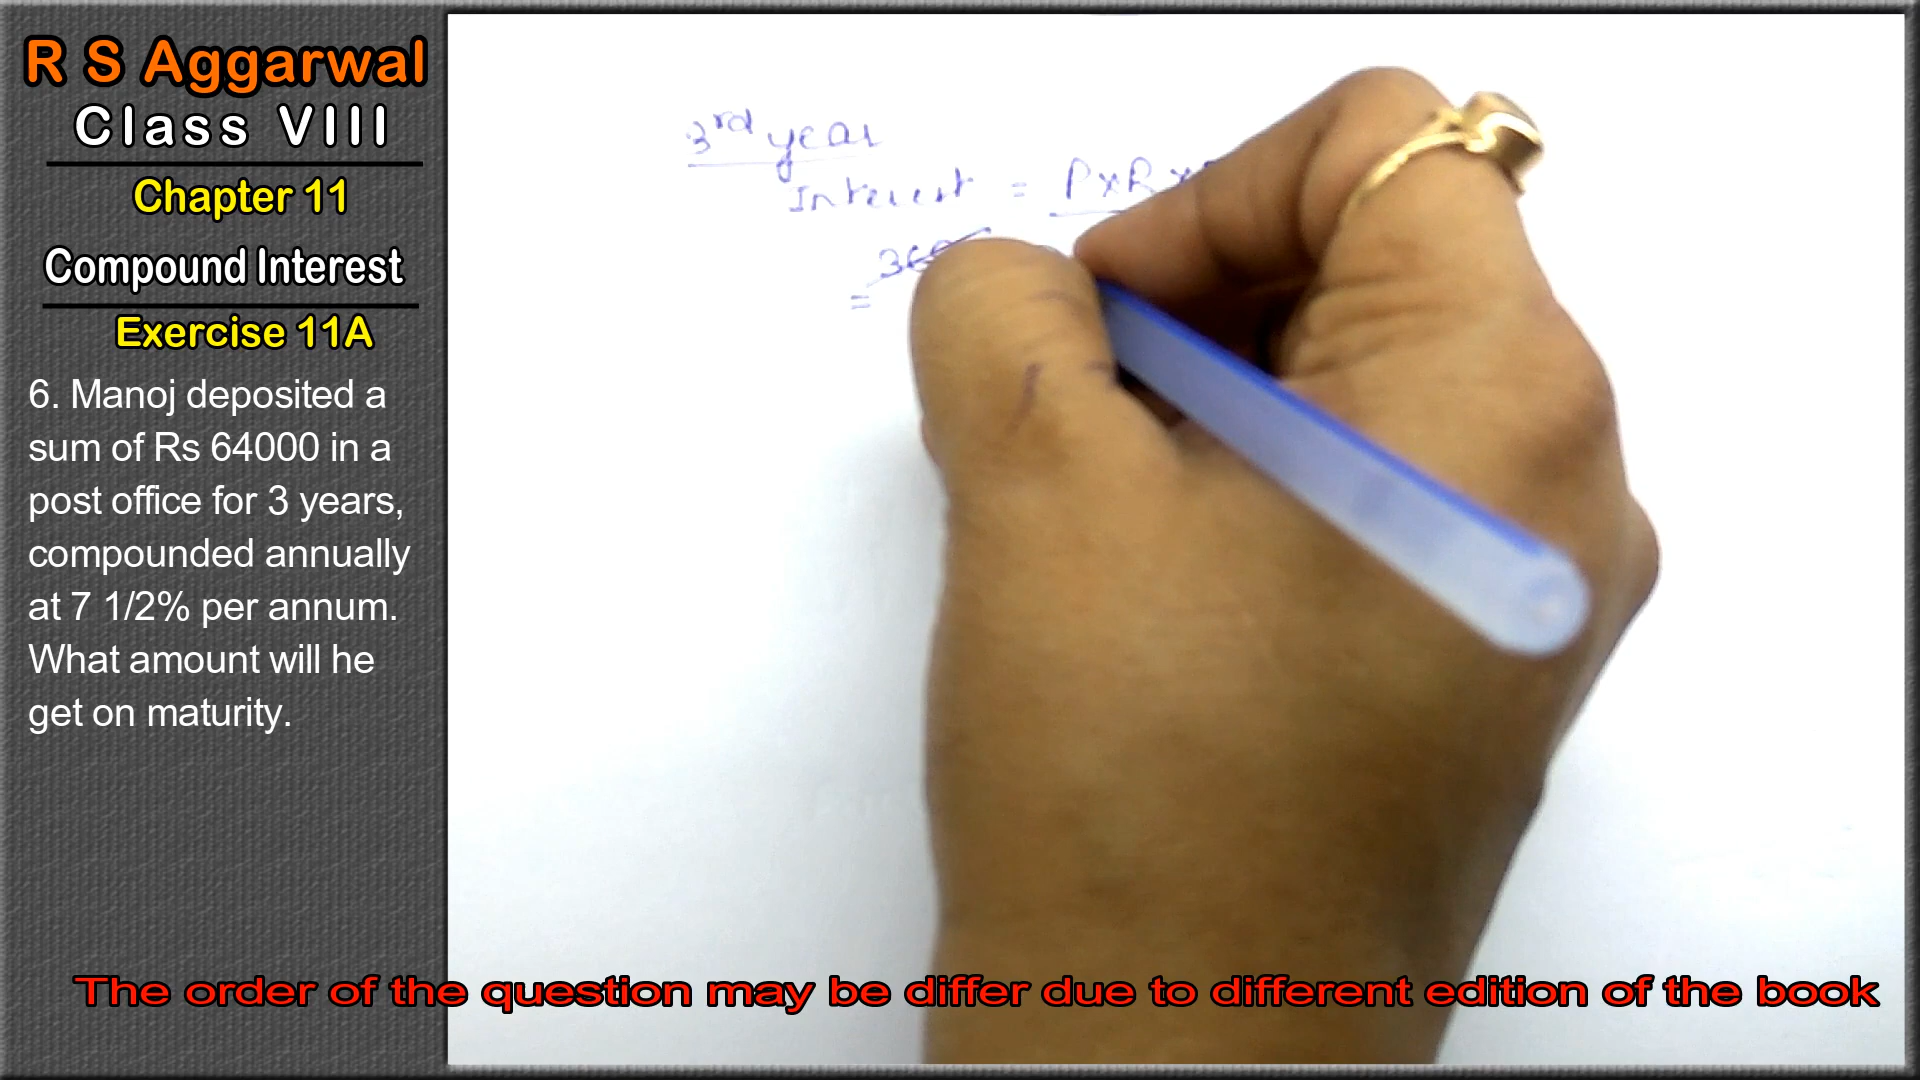 R S Aggarwal
Class VIII
Chapter 11
Compound Interest
Exercise 11A
6. Manoj deposited a
sum of Rs 64000 in a
post office for 3 years,
compounded annually
at 7 1/2% per annum.
What amount will he
get on maturity.
3rd year
Interest = P×R×
=
The order of the question may be differ due to different edition of the book